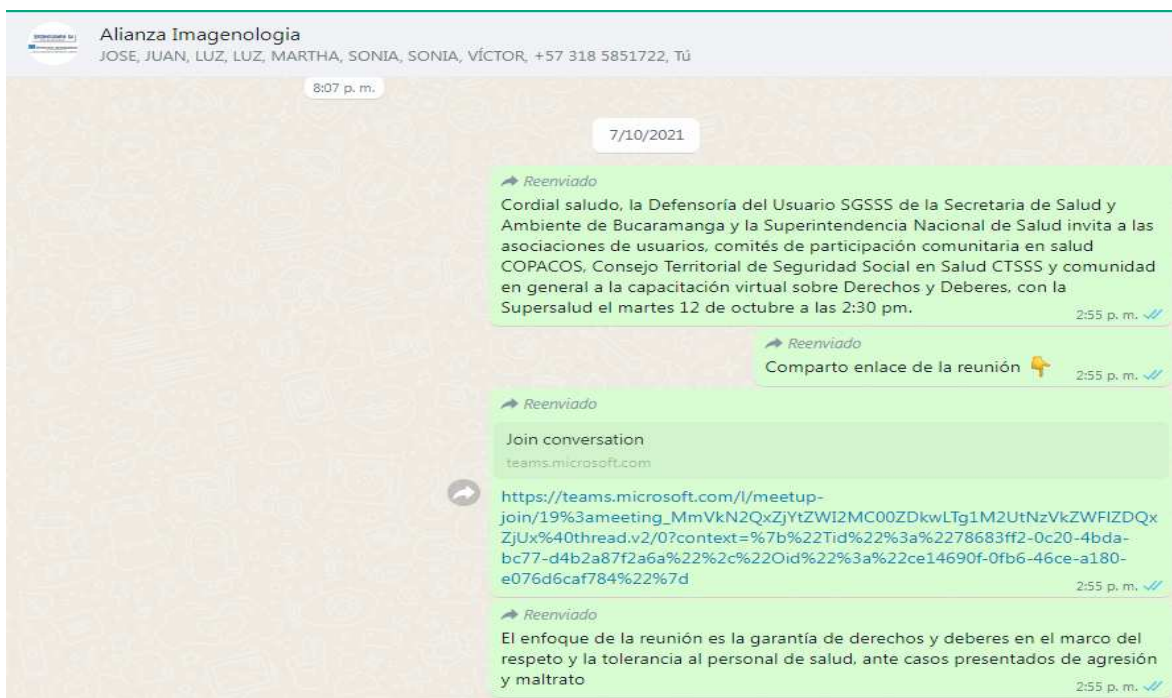 Alianza Imagenologia
JOSE, JUAN, LUZ, LUZ, MARTHA, SONIA, SONIA, VÍCTOR, +57 318 5851722, Tú
8:07 p. m.
7/10/2021
Reenviado
Cordial saludo, la Defensoría del Usuario SGSSS de la Secretaria de Salud y
Ambiente de Bucaramanga y la Superintendencia Nacional de Salud invita a las
asociaciones de usuarios, comités de participación comunitaria en salud
COPACOS, Consejo Territorial de Seguridad Social en Salud CTSSS y comunidad
en general a la capacitación virtual sobre Derechos y Deberes, con la
Supersalud el martes 12 de octubre a las 2:30 pm.
2:55 p. m.
Reenviado
Comparto enlace de la reunión 👇
2:55 p. m.
Reenviado
Join conversation
teams.microsoft.com
https://teams.microsoft.com/l/meetup-
join/19%3ameeting_MmVkN2QxZjYtZWI2MC00ZDkwLTg1M2UtNzVkZWFlZDQx
ZjUx%40thread.v2/0?context=%7b%22Tid%22%3a%2278683ff2-0c20-4bda-
bc77-d4b2a87f2a6a%22%2c%22Oid%22%3a%22ce14690f-0fb6-46ce-a180-
e076d6caf784%22%7d
2:55 p. m.
Reenviado
El enfoque de la reunión es la garantía de derechos y deberes en el marco del
respeto y la tolerancia al personal de salud, ante casos presentados de agresión
y maltrato
2:55 p. m.